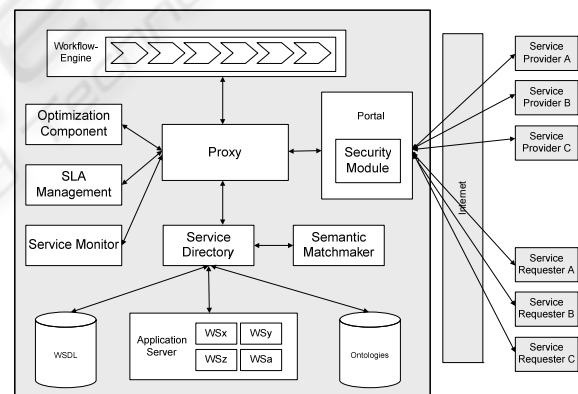 Workflow-
Engine
Optimization
Component
SLA
Management
Service Monitor
Proxy
Portal
Security
Module
Service
Directory
Semantic
Matchmaker
WSDL
Application
Server
WSx
WSy
WSz
WSa
Ontologies
Internet
Service
Provider A
Service
Provider B
Service
Provider C
Service
Requester A
Service
Requester B
Service
Requester C